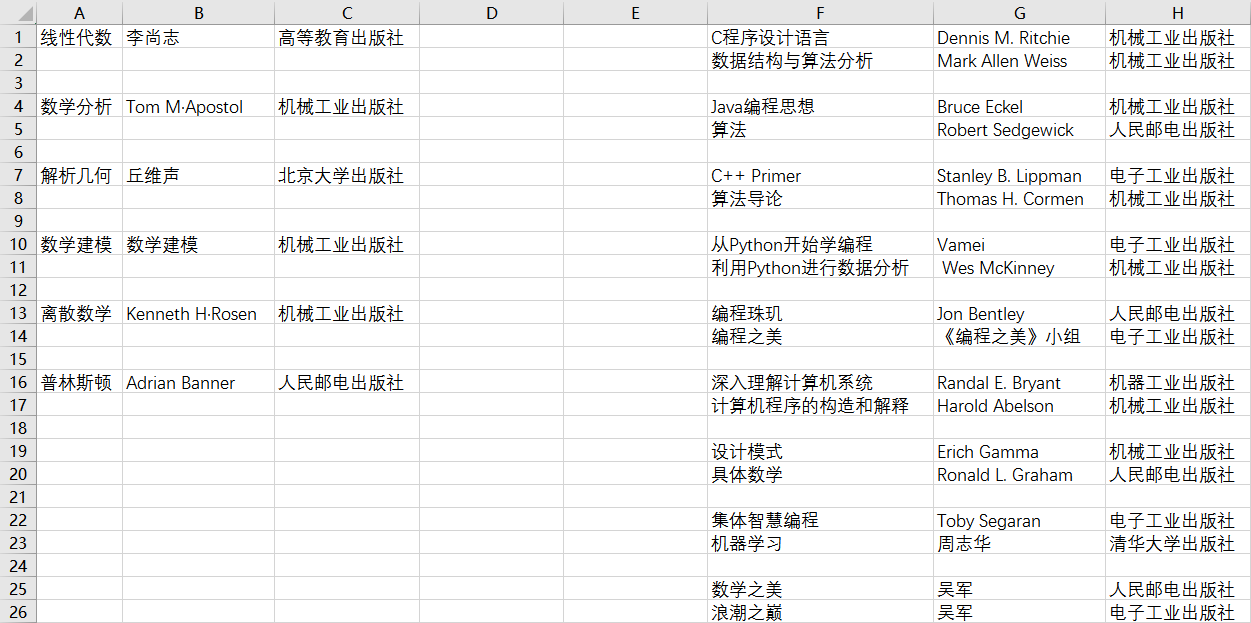 A B C D E F G H
1 线性代数 李尚志 高等教育出版社 C程序设计语言 Dennis M. Ritchie 机械工业出版社
2 数据结构与算法分析 Mark Allen Weiss 机械工业出版社
3
4 数学分析 Tom M·Apostol 机械工业出版社 Java编程思想 Bruce Eckel 机械工业出版社
5 算法 Robert Sedgewick 人民邮电出版社
6
7 解析几何 丘维声 北京大学出版社 C++ Primer Stanley B. Lippman 电子工业出版社
8 算法导论 Thomas H. Cormen 机械工业出版社
9
10 数学建模 数学建模 机械工业出版社 从Python开始学编程 Vamei 电子工业出版社
11 利用Python进行数据分析 Wes McKinney 机械工业出版社
12
13 离散数学 Kenneth H·Rosen 机械工业出版社 编程珠玑 Jon Bentley 人民邮电出版社
14 编程之美 《编程之美》小组 电子工业出版社
15
16 普林斯顿 Adrian Banner 人民邮电出版社 深入理解计算机系统 Randal E. Bryant 机器工业出版社
17 计算机程序的构造和解释 Harold Abelson 机械工业出版社
18
19 设计模式 Erich Gamma 机械工业出版社
20 具体数学 Ronald L. Graham 人民邮电出版社
21
22 集体智慧编程 Toby Segaran 电子工业出版社
23 机器学习 周志华 清华大学出版社
24
25 数学之美 吴军 人民邮电出版社
26 浪潮之巅 吴军 电子工业出版社